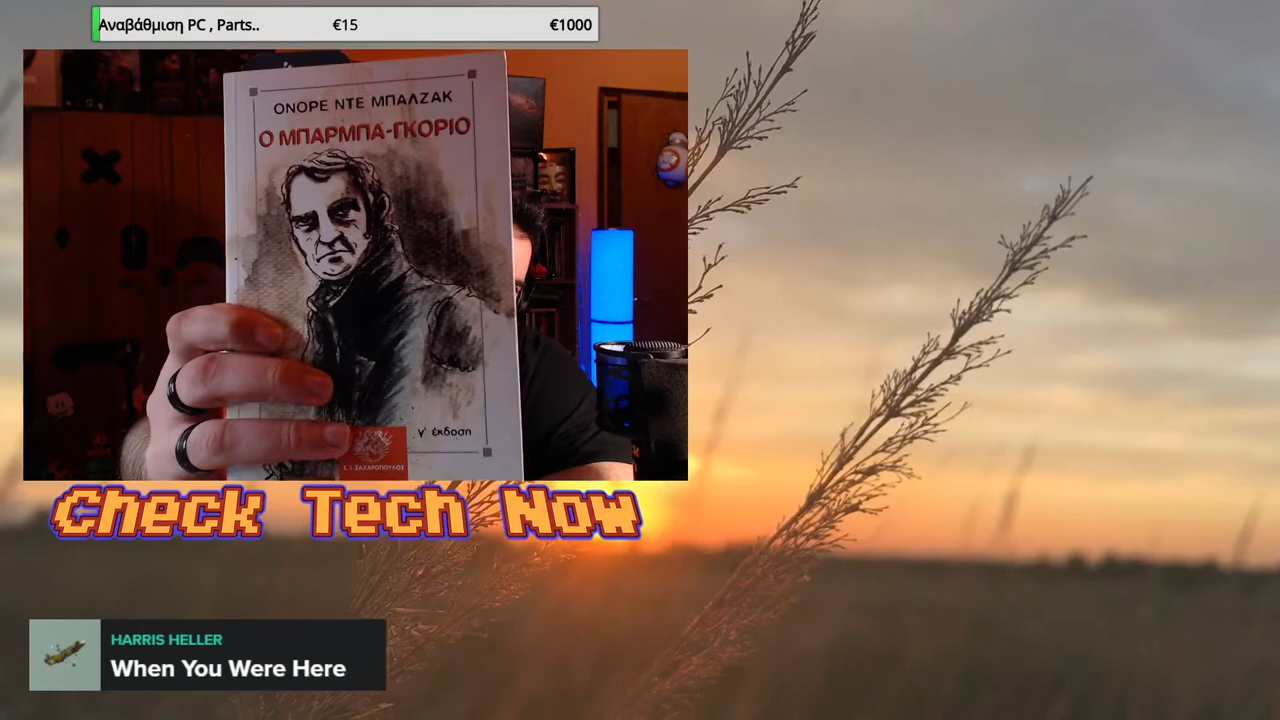 Αναβάθμιση PC , Parts.. €15 €1000
ΟΝΟΡΕ ΝΤΕ ΜΠΑΛΖΑΚ
Ο ΜΠΑΡΜΠΑ-ΓΚΟΡΙΟ
γ' έκδοση
Σ. Ι. ΖΑΧΑΡΟΠΟΥΛΟΣ
Check Tech Now
HARRIS HELLER
When You Were Here